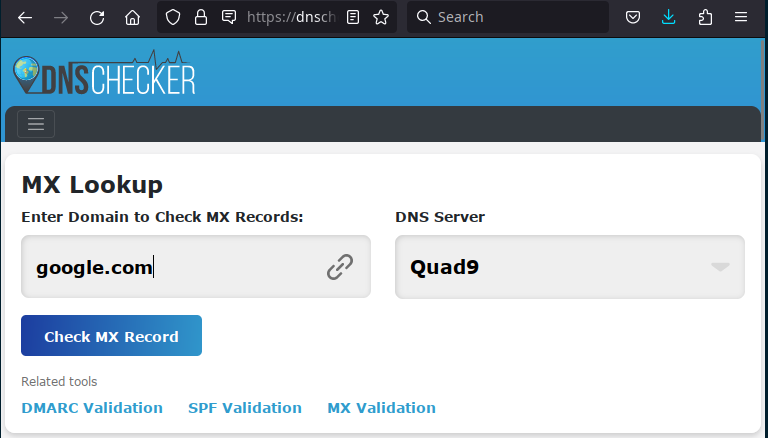 https://dnsch
Search
DNSCHECKER
MX Lookup
Enter Domain to Check MX Records:
DNS Server
google.com
Quad9
Check MX Record
Related tools
DMARC Validation SPF Validation MX Validation